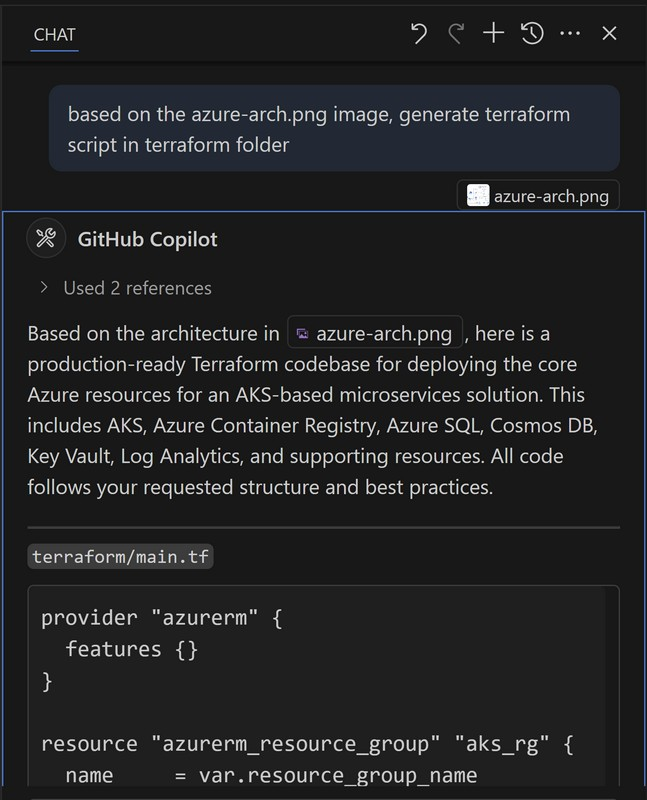 CHAT
based on the azure-arch.png image, generate terraform
script in terraform folder
azure-arch.png
GitHub Copilot
Used 2 references
Based on the architecture in azure-arch.png , here is a
production-ready Terraform codebase for deploying the core
Azure resources for an AKS-based microservices solution. This
includes AKS, Azure Container Registry, Azure SQL, Cosmos DB,
Key Vault, Log Analytics, and supporting resources. All code
follows your requested structure and best practices.
terraform/main.tf
provider "azurerm" {
  features {}
}
resource "azurerm_resource_group" "aks_rg" {
  name     = var.resource_group_name